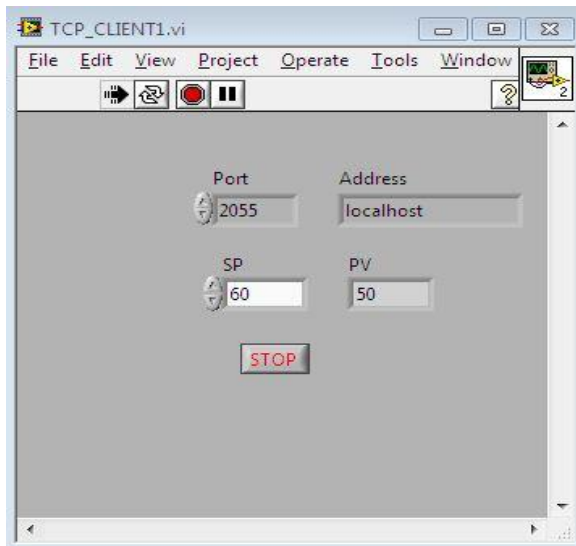 TCP_CLIENT1.vi
File Edit View Project Operate Tools Window
2
Port Address
2055 localhost
SP PV
60 50
STOP